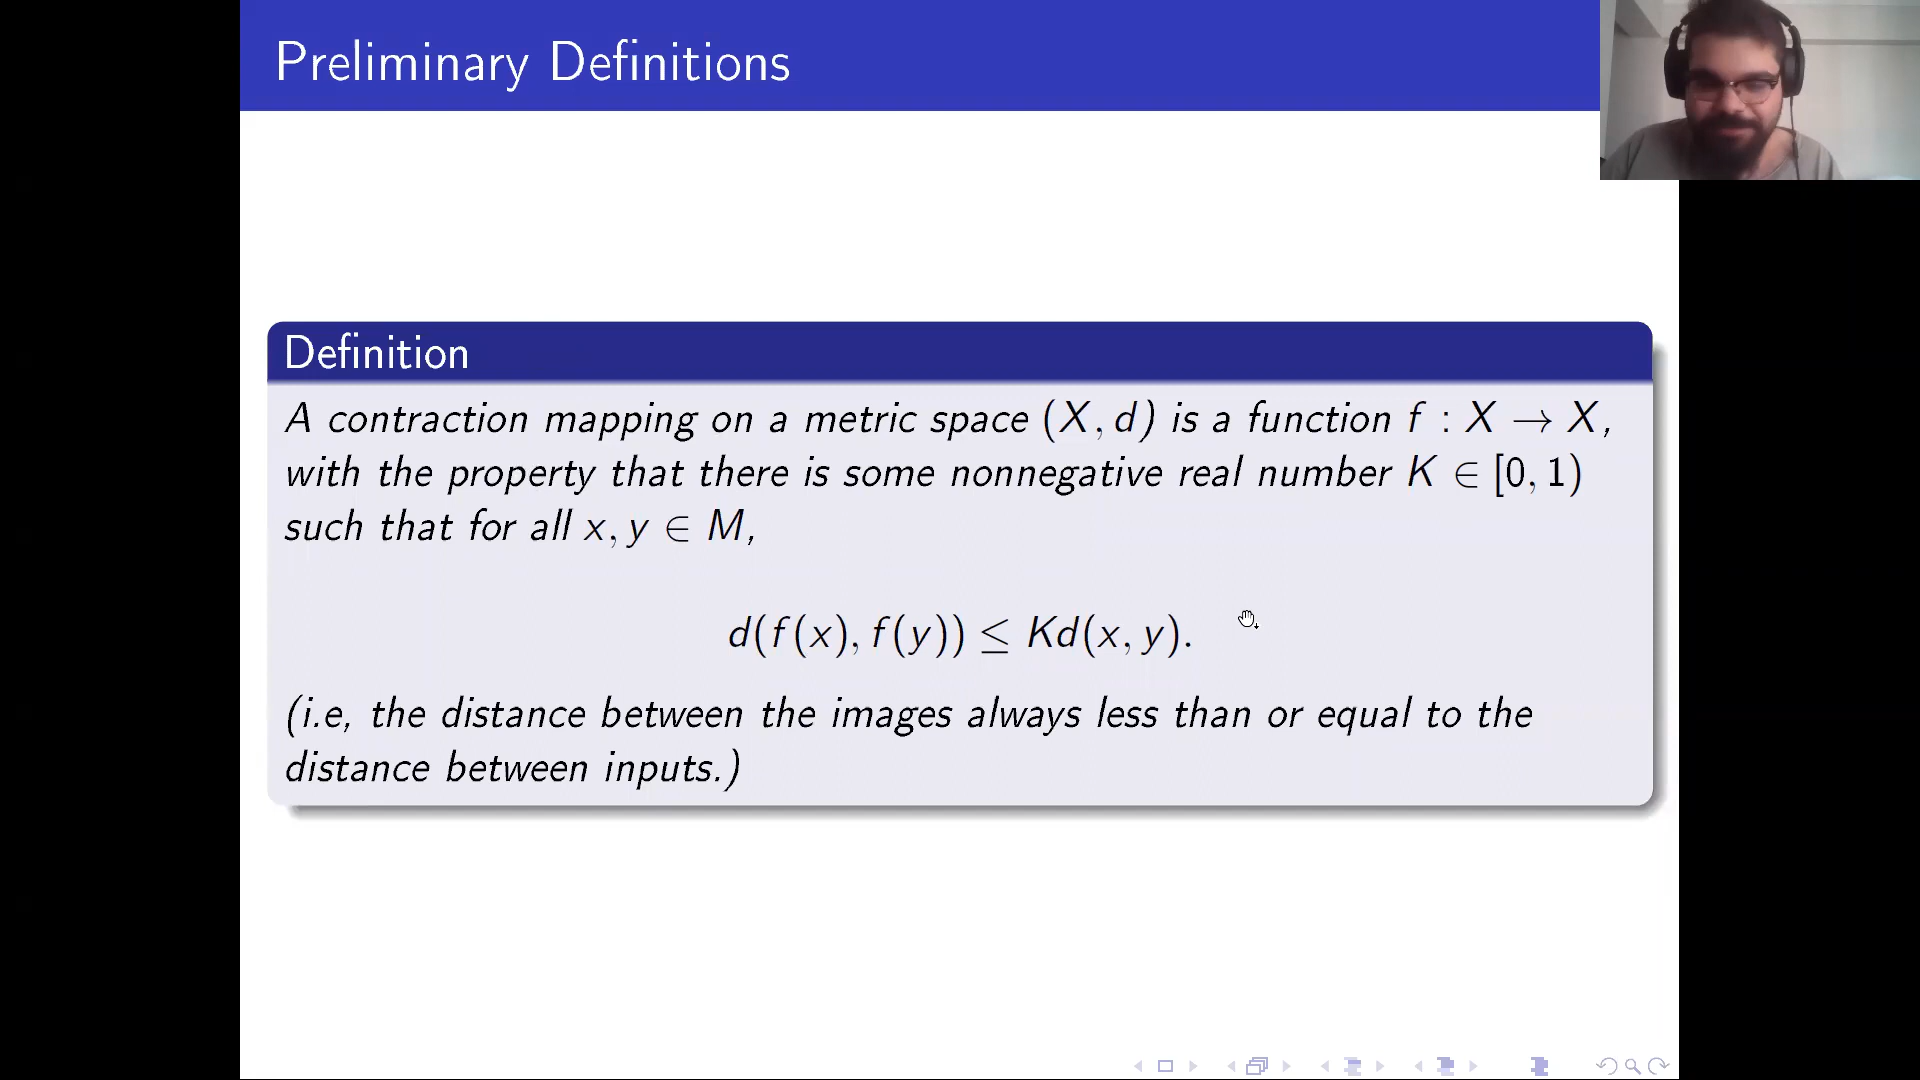 Preliminary Definitions
Definition
A contraction mapping on a metric space (X, d) is a function f : X → X,
with the property that there is some nonnegative real number K ∈ [0, 1)
such that for all x, y ∈ M,
d(f(x), f(y)) ≤ Kd(x, y).
(i.e, the distance between the images always less than or equal to the
distance between inputs.)